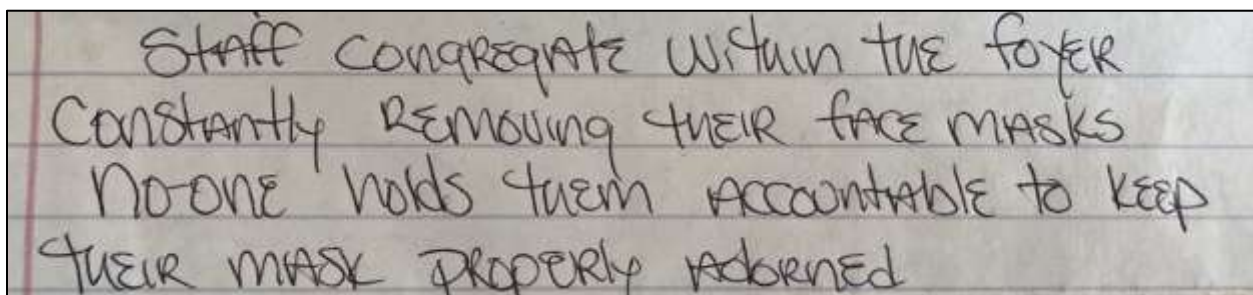 Staff congregate within the foyer
Constantly removing their face masks
No-one holds them accountable to keep
their mask properly adorned